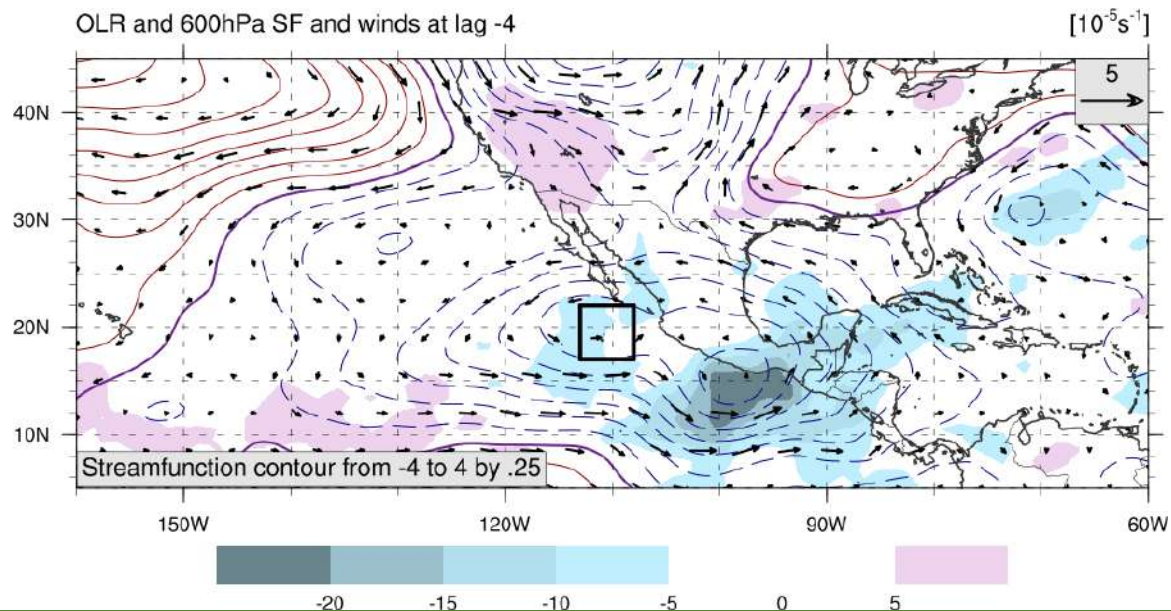 OLR and 600hPa SF and winds at lag -4
[10⁻⁵s⁻¹]
5
40N
30N
20N
10N
Streamfunction contour from -4 to 4 by .25
150W 120W 90W 60W
-20 -15 -10 -5 0 5